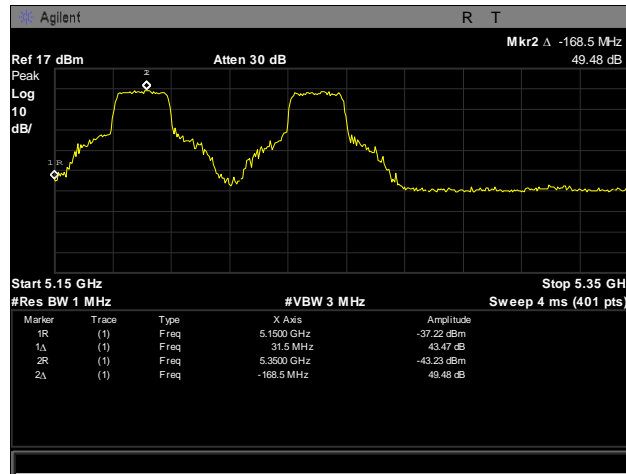 Agilent R T
Mkr2 Δ -168.5 MHz
Ref 17 dBm Atten 30 dB 49.48 dB
Peak
Log
10
dB/
2
1R
Start 5.15 GHz Stop 5.35 GH
#Res BW 1 MHz #VBW 3 MHz Sweep 4 ms (401 pts)
Marker Trace Type X Axis Amplitude
1R (1) Freq 5.1500 GHz -37.22 dBm
1Δ (1) Freq 31.5 MHz 43.47 dB
2R (1) Freq 5.3500 GHz -43.23 dBm
2Δ (1) Freq -168.5 MHz 49.48 dB